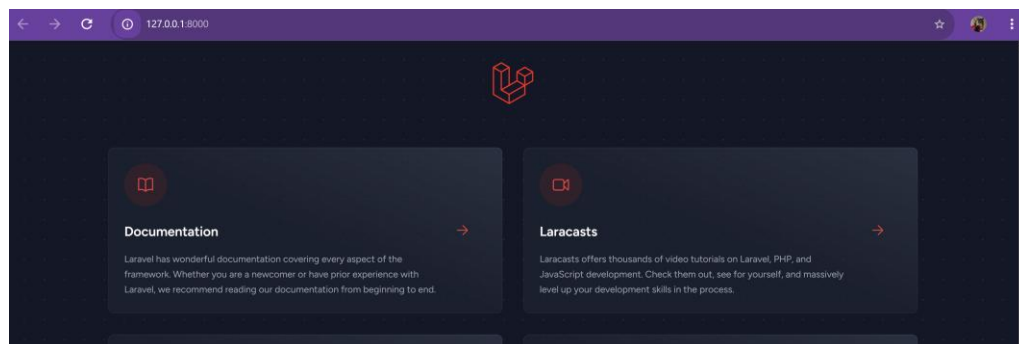 127.0.0.1:8000
Documentation
Laravel has wonderful documentation covering every aspect of the
framework. Whether you are a newcomer or have prior experience with
Laravel, we recommend reading our documentation from beginning to end.
Laracasts
Laracasts offers thousands of video tutorials on Laravel, PHP, and
JavaScript development. Check them out, see for yourself, and massively
level up your development skills in the process.